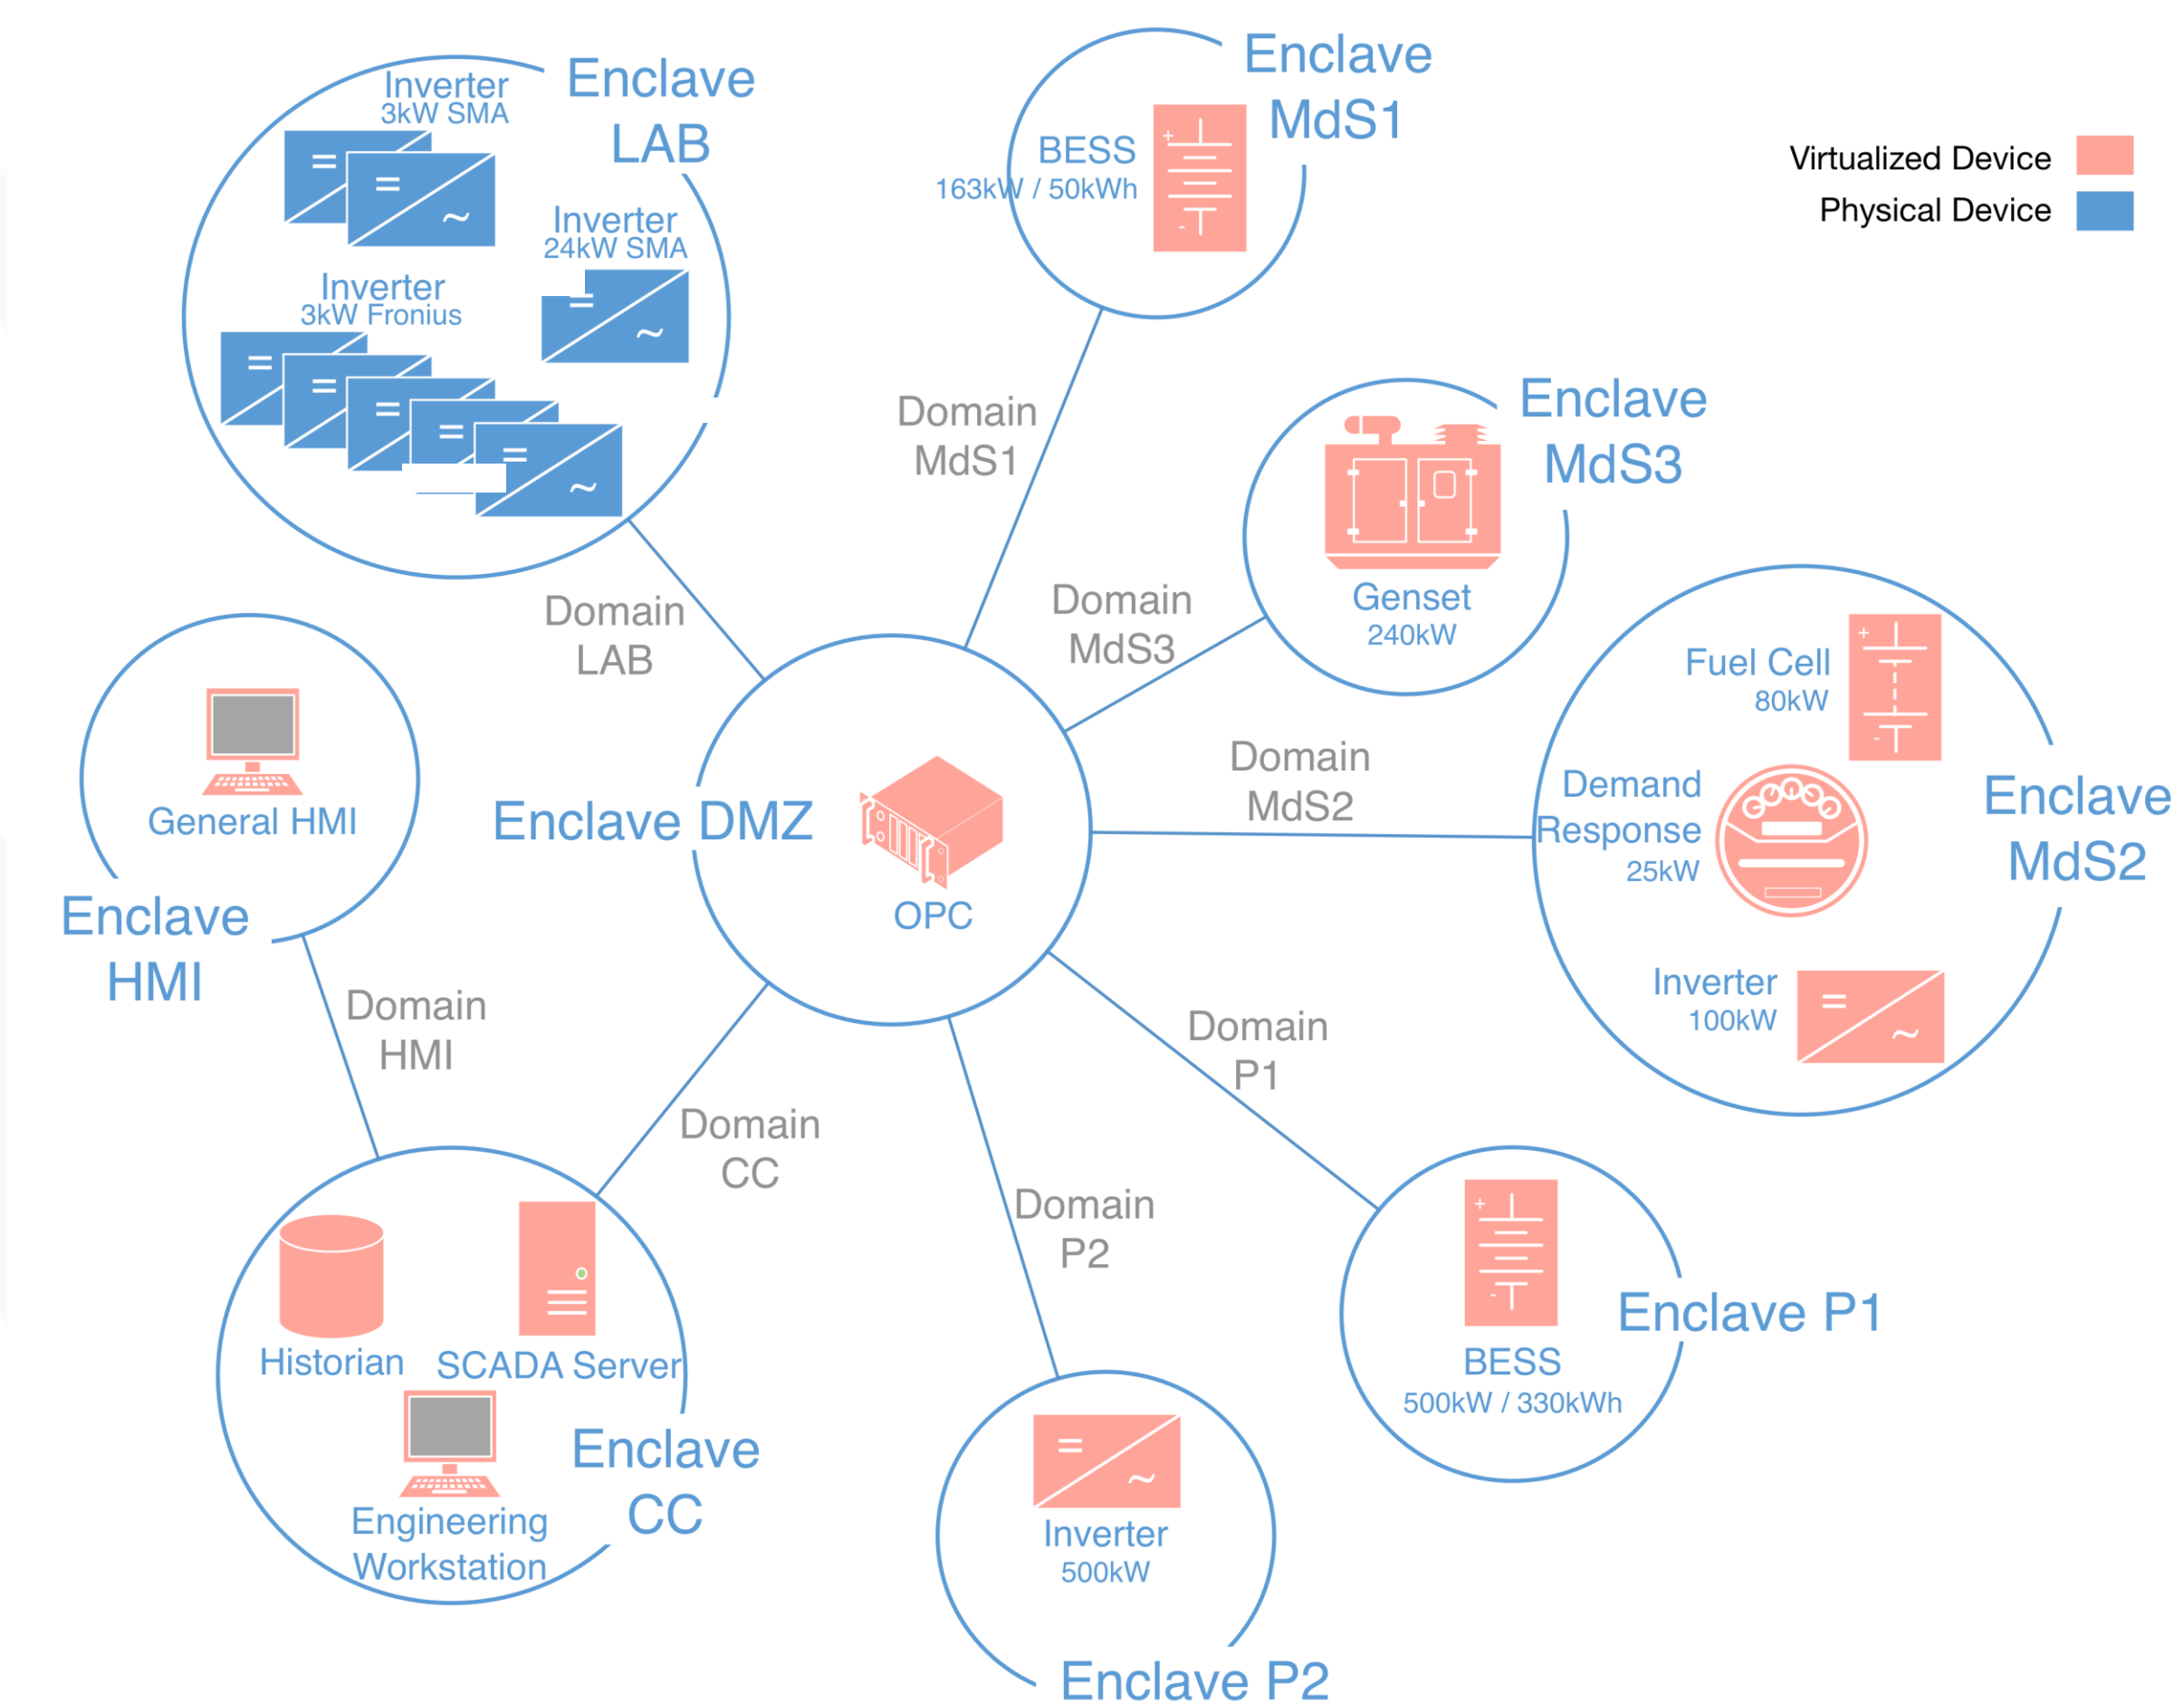 Inverter
3kW SMA
Enclave
LAB
Inverter
24kW SMA
Inverter
3kW Fronius
Enclave
MdS1
BESS
163kW / 50kWh
Virtualized Device
Physical Device
Domain
MdS1
Enclave
MdS3
Genset
240kW
Domain
LAB
Domain
MdS3
Fuel Cell
80kW
Demand
Response
25kW
Enclave
MdS2
Inverter
100kW
Domain
MdS2
General HMI
Enclave
HMI
Enclave DMZ
OPC
Domain
HMI
Domain
CC
Domain
P1
Domain
P2
Historian
SCADA Server
Engineering
Workstation
Enclave
CC
BESS
500kW / 330kWh
Enclave P1
Inverter
500kW
Enclave P2